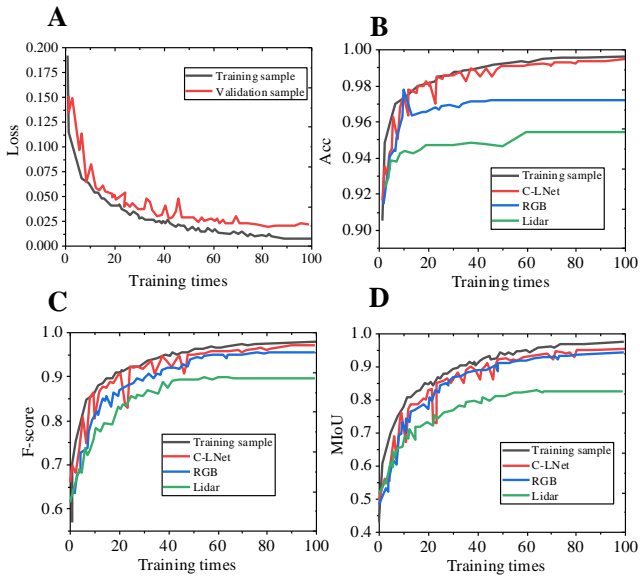 A
0.200
0.175
0.150
0.125
0.100
0.075
0.050
0.025
0.000
Loss
Training sample
Validation sample
0 20 40 60 80 100
Training times
B
1.00
0.98
0.96
0.94
0.92
0.90
Acc
Training sample
C-LNet
RGB
Lidar
0 20 40 60 80 100
Training times
C
1.0
0.9
0.8
0.7
0.6
F-score
Training sample
C-LNet
RGB
Lidar
0 20 40 60 80 100
Training times
D
1.0
0.9
0.8
0.7
0.6
0.5
0.4
MIoU
Training sample
C-LNet
RGB
Lidar
0 20 40 60 80 100
Training times